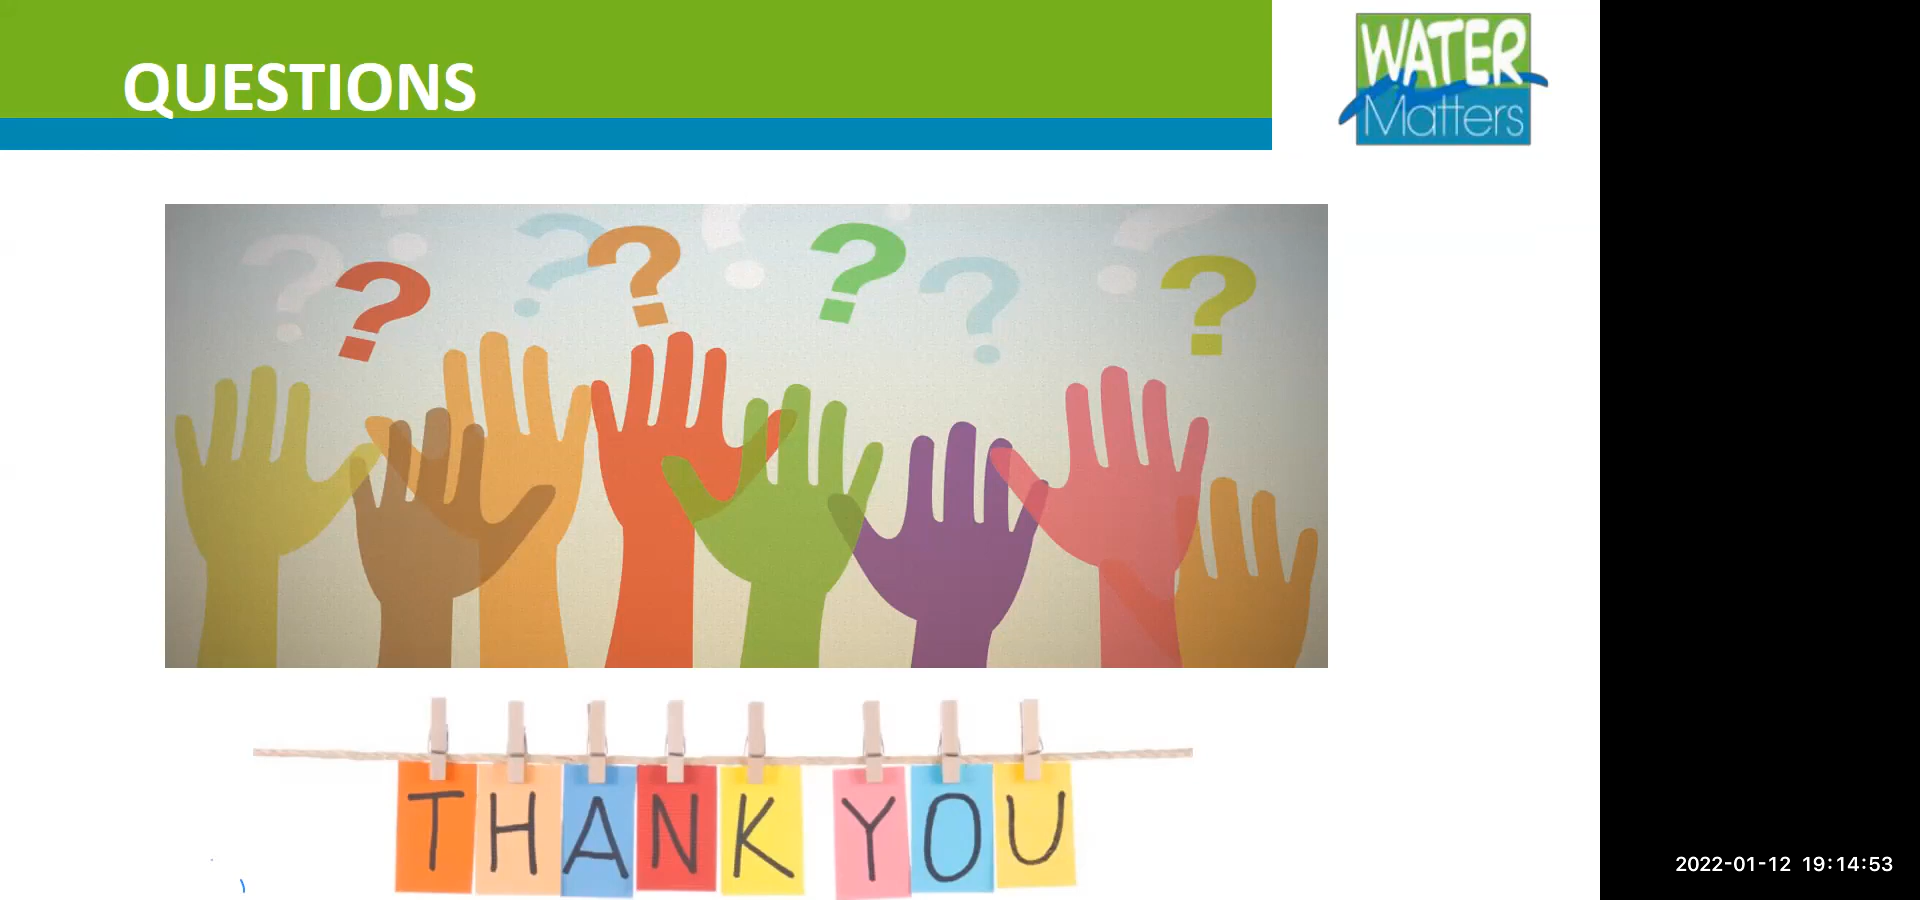 QUESTIONS
WATER
Matters
? ? ? ? ? ? ? ? ?
THANK YOU
2022-01-12 19:14:53